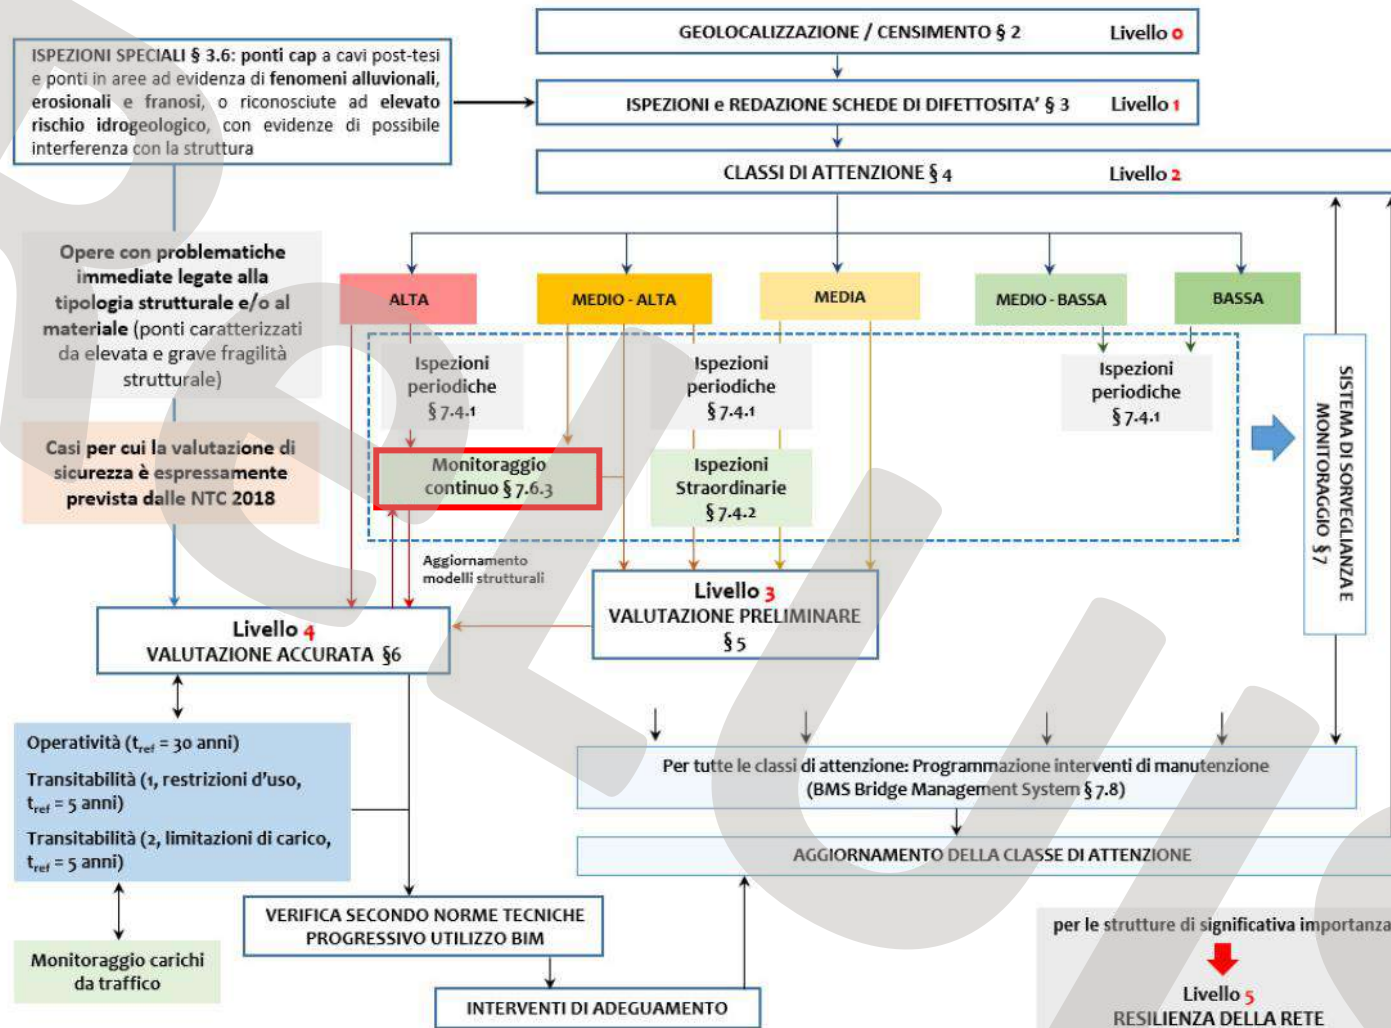 GEOLOCALIZZAZIONE / CENSIMENTO § 2 Livello 0
ISPEZIONI SPECIALI § 3.6: ponti cap a cavi post-tesi
e ponti in aree ad evidenza di fenomeni alluvionali,
erosionali e franosi, o riconosciute ad elevato
rischio idrogeologico, con evidenze di possibile
interferenza con la struttura
ISPEZIONI e REDAZIONE SCHEDE DI DIFETTOSITA’ § 3 Livello 1
CLASSI DI ATTENZIONE § 4 Livello 2
Opere con problematiche
immediate legate alla
tipologia strutturale e/o al
materiale (ponti caratterizzati
da elevata e grave fragilità
strutturale)
ALTA
MEDIO - ALTA
MEDIA
MEDIO - BASSA
BASSA
Ispezioni
periodiche
§ 7.4.1
Ispezioni
periodiche
§ 7.4.1
Ispezioni
periodiche
§ 7.4.1
SISTEMA DI SORVEGLIANZA E
MONITORAGGIO §7
Casi per cui la valutazione di
sicurezza è espressamente
prevista dalle NTC 2018
Monitoraggio
continuo § 7.6.3
Ispezioni
Straordinarie
§ 7.4.2
Aggiornamento
modelli strutturali
Livello 3
VALUTAZIONE PRELIMINARE
§ 5
Livello 4
VALUTAZIONE ACCURATA §6
Operatività (tref = 30 anni)
Transitabilità (1, restrizioni d’uso,
tref = 5 anni)
Transitabilità (2, limitazioni di carico,
tref = 5 anni)
Per tutte le classi di attenzione: Programmazione interventi di manutenzione
(BMS Bridge Management System § 7.8)
AGGIORNAMENTO DELLA CLASSE DI ATTENZIONE
VERIFICA SECONDO NORME TECNICHE
PROGRESSIVO UTILIZZO BIM
Monitoraggio carichi
da traffico
INTERVENTI DI ADEGUAMENTO
per le strutture di significativa importanza
Livello 5
RESILIENZA DELLA RETE